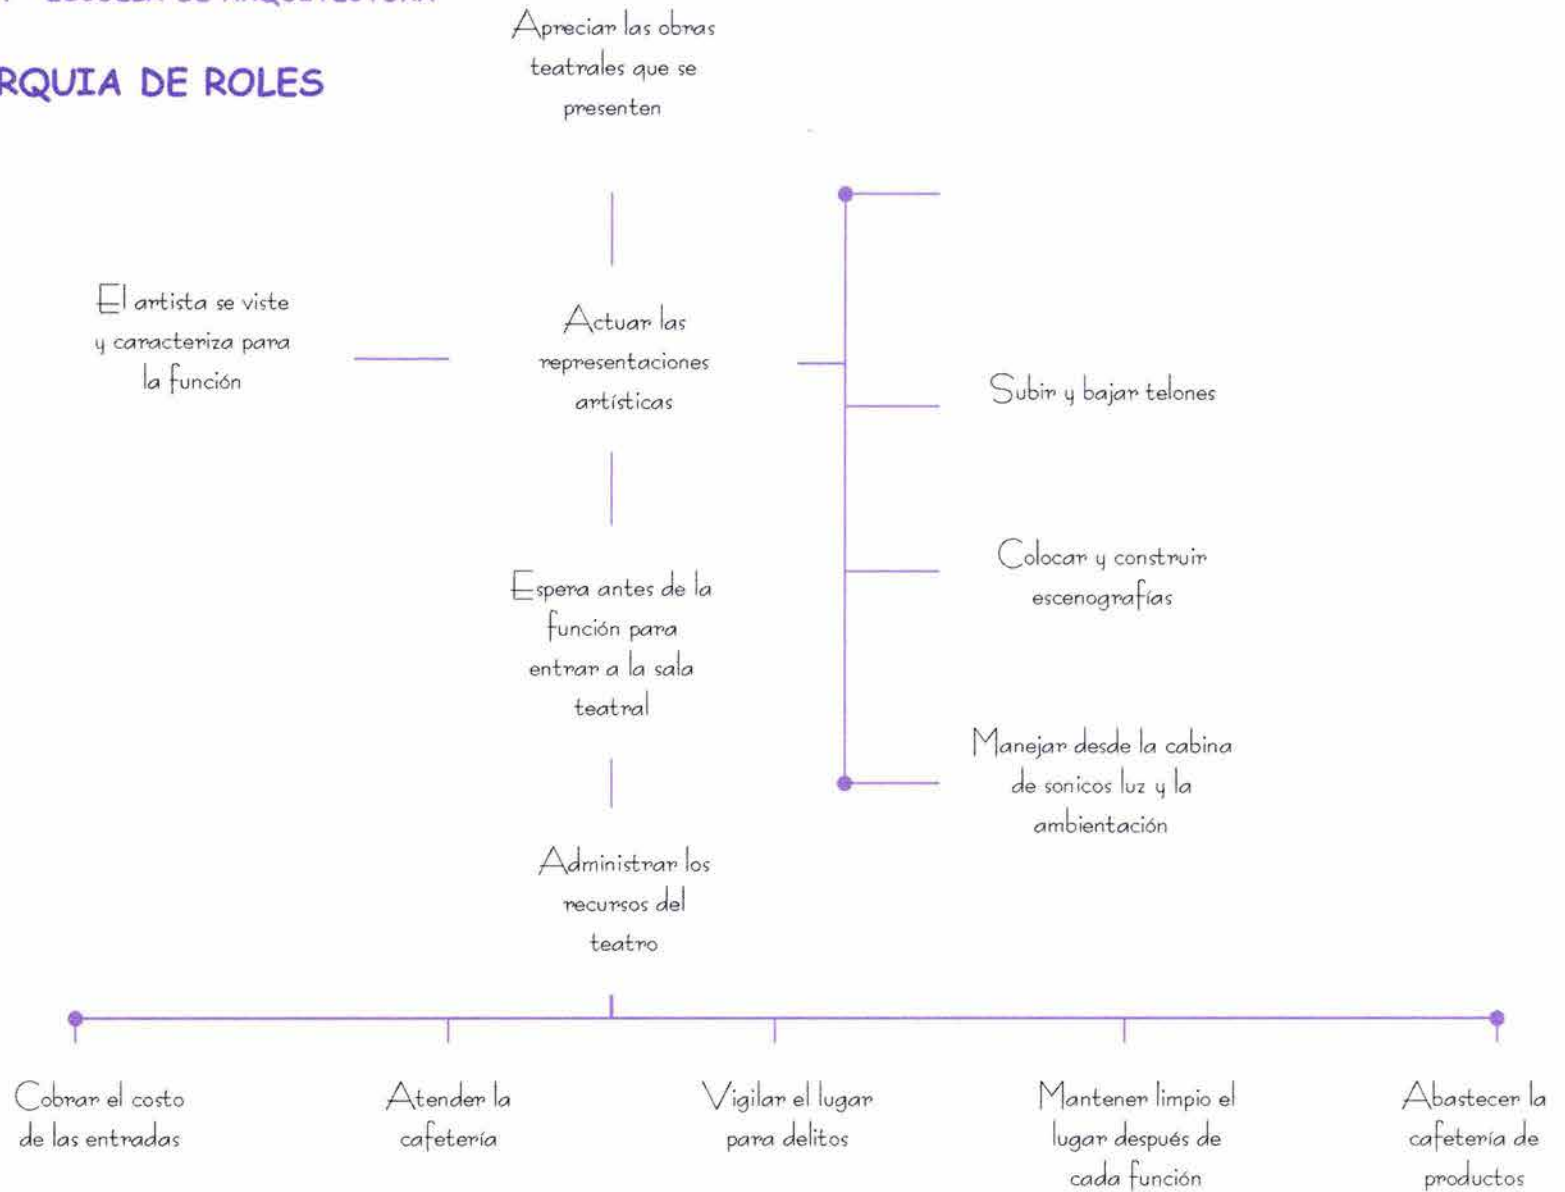 RQUIA DE ROLES
Apreciar las obras
teatrales que se
presenten
El artista se viste
y caracteriza para
la función
Actuar las
representaciones
artísticas
Subir y bajar telones
Colocar y construir
escenografías
Espera antes de la
función para
entrar a la sala
teatral
Manejar desde la cabina
de sonicos luz y la
ambientación
Administrar los
recursos del
teatro
Cobrar el costo
de las entradas
Atender la
cafetería
Vigilar el lugar
para delitos
Mantener limpio el
lugar después de
cada función
Abastecer la
cafetería de
productos